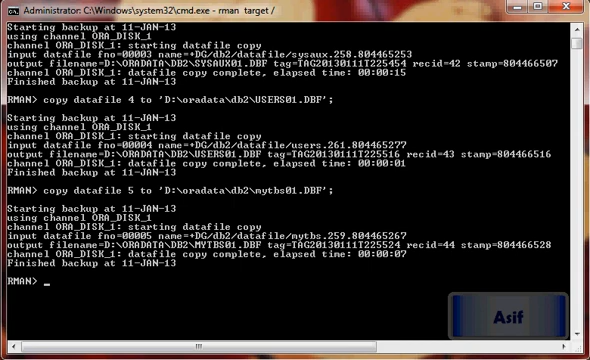 Administrator: C:\Windows\system32\cmd.exe - rman target /
Starting backup at 11-JAN-13
using channel ORA_DISK_1
channel ORA_DISK_1: starting datafile copy
input datafile fno=00003 name=+DG/db2/datafile/sysaux.258.804465253
output filename=D:\ORADATA\DB2\SYSAUX01.DBF tag=TAG20130111T225454 recid=42 stamp=804466507
channel ORA_DISK_1: datafile copy complete, elapsed time: 00:00:15
Finished backup at 11-JAN-13
RMAN> copy datafile 4 to 'D:\oradata\db2\USERS01.DBF';
Starting backup at 11-JAN-13
using channel ORA_DISK_1
channel ORA_DISK_1: starting datafile copy
input datafile fno=00004 name=+DG/db2/datafile/users.261.804465277
output filename=D:\ORADATA\DB2\USERS01.DBF tag=TAG20130111T225516 recid=43 stamp=804466516
channel ORA_DISK_1: datafile copy complete, elapsed time: 00:00:01
Finished backup at 11-JAN-13
RMAN> copy datafile 5 to 'D:\oradata\db2\mytbs01.DBF';
Starting backup at 11-JAN-13
using channel ORA_DISK_1
channel ORA_DISK_1: starting datafile copy
input datafile fno=00005 name=+DG/db2/datafile/mytbs.259.804465267
output filename=D:\ORADATA\DB2\MYTBS01.DBF tag=TAG20130111T225524 recid=44 stamp=804466528
channel ORA_DISK_1: datafile copy complete, elapsed time: 00:00:07
Finished backup at 11-JAN-13
RMAN> _
Asif